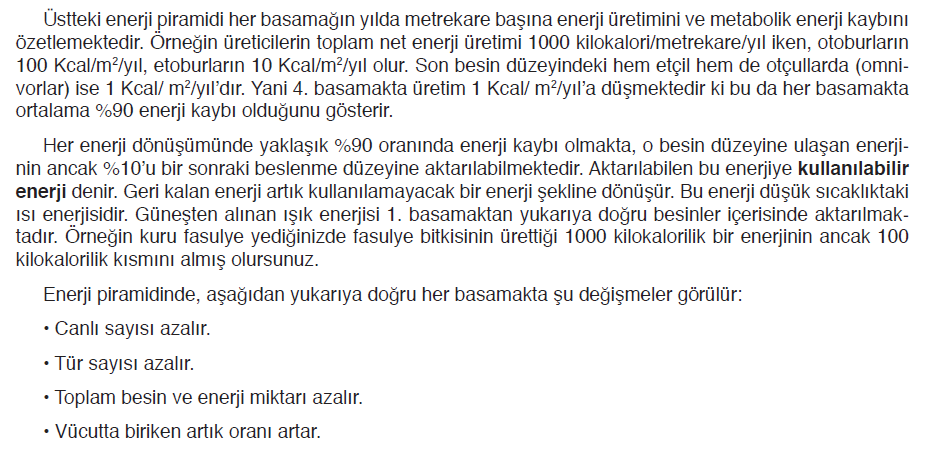 Üstteki enerji piramidi her basamağın yılda metrekare başına enerji üretimini ve metabolik enerji kaybını
özetlemektedir. Örneğin üreticilerin toplam net enerji üretimi 1000 kilokalori/metrekare/yıl iken, otoburların
100 Kcal/m²/yıl, etoburların 10 Kcal/m²/yıl olur. Son besin düzeyindeki hem etçil hem de otçullarda (omni-
vorlar) ise 1 Kcal/ m²/yıl’dır. Yani 4. basamakta üretim 1 Kcal/ m²/yıl’a düşmektedir ki bu da her basamakta
ortalama %90 enerji kaybı olduğunu gösterir.
Her enerji dönüşümünde yaklaşık %90 oranında enerji kaybı olmakta, o besin düzeyine ulaşan enerji-
nin ancak %10’u bir sonraki beslenme düzeyine aktarılabilmektedir. Aktarılabilen bu enerjiye kullanılabilir
enerji denir. Geri kalan enerji artık kullanılamayacak bir enerji şekline dönüşür. Bu enerji düşük sıcaklıktaki
ısı enerjisidir. Güneşten alınan ışık enerjisi 1. basamaktan yukarıya doğru besinler içerisinde aktarılmak-
tadır. Örneğin kuru fasulye yediğinizde fasulye bitkisinin ürettiği 1000 kilokalorilik bir enerjinin ancak 100
kilokalorilik kısmını almış olursunuz.
Enerji piramidinde, aşağıdan yukarıya doğru her basamakta şu değişmeler görülür:
• Canlı sayısı azalır.
• Tür sayısı azalır.
• Toplam besin ve enerji miktarı azalır.
• Vücutta biriken artık oranı artar.